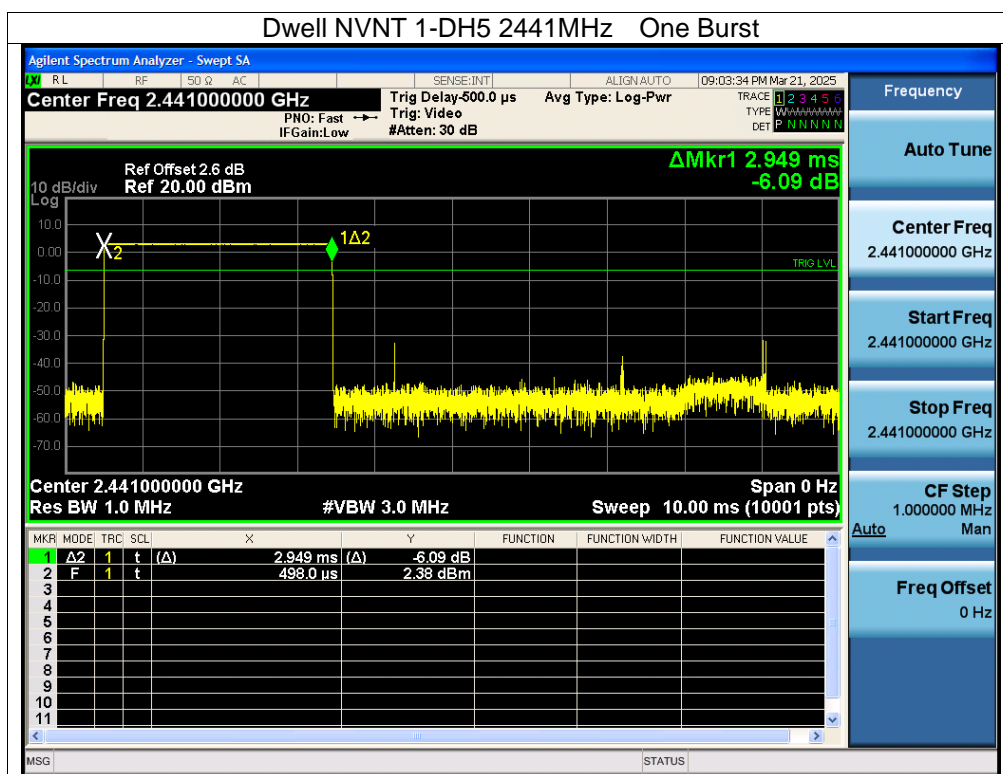 Dwell NVNT 1-DH5 2441MHz One Burst
Agilent Spectrum Analyzer - Swept SA
LXI RL RF 50 Ω AC SENSE:INT ALIGN AUTO 09:03:34 PM Mar 21, 2025
Center Freq 2.441000000 GHz Trig Delay-500.0 µs Avg Type: Log-Pwr TRACE 1 2 3 4 5 6
PNO: Fast Trig: Video TYPE WWWWWW
IFGain:Low #Atten: 30 dB DET P N N N N N
Frequency
Auto Tune
ΔMkr1 2.949 ms
-6.09 dB
Ref Offset 2.6 dB
10 dB/div Ref 20.00 dBm
Log
10.0
0.00
-10.0
-20.0
-30.0
-40.0
-50.0
-60.0
-70.0
2
1Δ2
TRIG LVL
Center Freq
2.441000000 GHz
Start Freq
2.441000000 GHz
Stop Freq
2.441000000 GHz
CF Step
1.000000 MHz
Auto Man
Freq Offset
0 Hz
Center 2.441000000 GHz Span 0 Hz
Res BW 1.0 MHz #VBW 3.0 MHz Sweep 10.00 ms (10001 pts)
MKR MODE TRC SCL X Y FUNCTION FUNCTION WIDTH FUNCTION VALUE
1 Δ2 1 t (Δ) 2.949 ms (Δ) -6.09 dB
2 F 1 t 498.0 µs 2.38 dBm
3
4
5
6
7
8
9
10
11
MSG STATUS